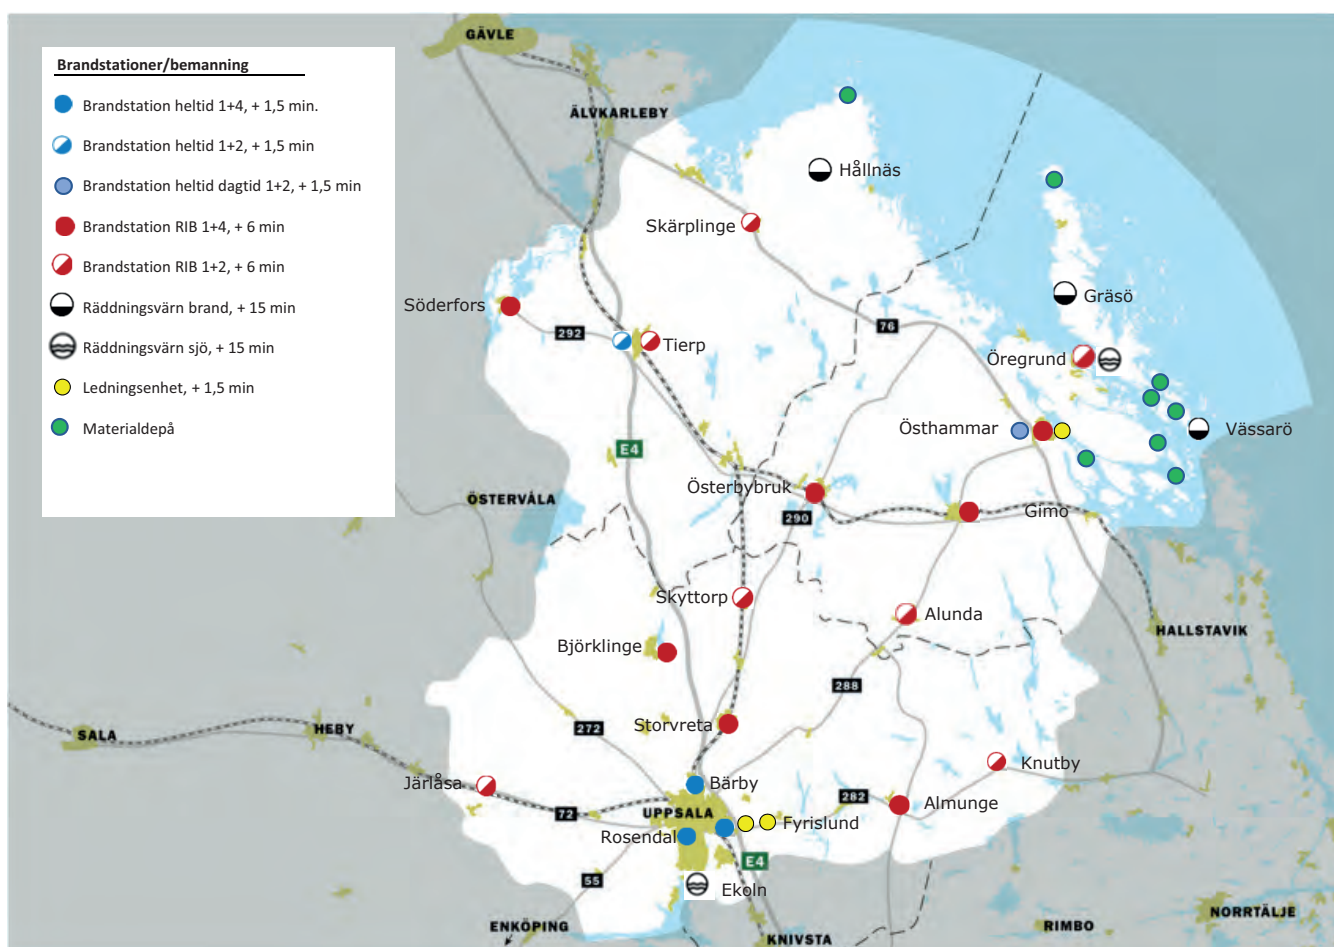 Brandstationer/bemanning
Brandstation heltid 1+4, + 1,5 min.
Brandstation heltid 1+2, + 1,5 min
Brandstation heltid dagtid 1+2, + 1,5 min
Brandstation RIB 1+4, + 6 min
Brandstation RIB 1+2, + 6 min
Räddningsvärn brand, + 15 min
Räddningsvärn sjö, + 15 min
Ledningsenhet, + 1,5 min
Materialdepå
GÄVLE
ÄLVKARLEBY
Hållnäs
Skärplinge
Söderfors
292
Tierp
76
Gräsö
Öregrund
Östhammar
Vässarö
E4
ÖSTERVÅLA
Österbybruk
290
Gimo
Skyttorp
Alunda
HALLSTAVIK
Björklinge
288
Storvreta
272
SALA
HEBY
Järlåsa
Bärby
Knutby
72
UPPSALA
282
Almunge
Rosendal
Fyrislund
E4
55
Ekoln
ENKÖPING
KNIVSTA
RIMBO
NORRTÄLJE